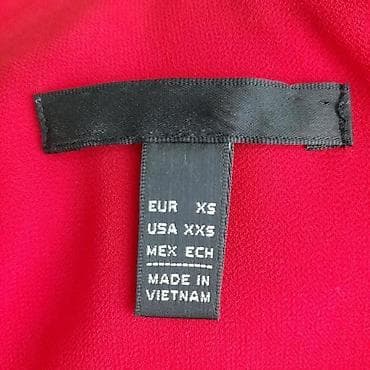 EUR XS
USA XXS
MEX ECH
MADE IN
VIETNAM